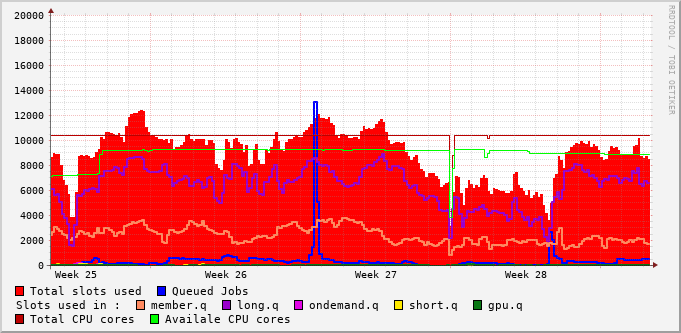 20000
18000
16000
14000
12000
10000
8000
6000
4000
2000
0
Week 25 Week 26 Week 27 Week 28
Total slots used Queued Jobs
Slots used in : member.q long.q ondemand.q short.q gpu.q
Total CPU cores Availale CPU cores
RRDTOOL / TOBI OETIKER